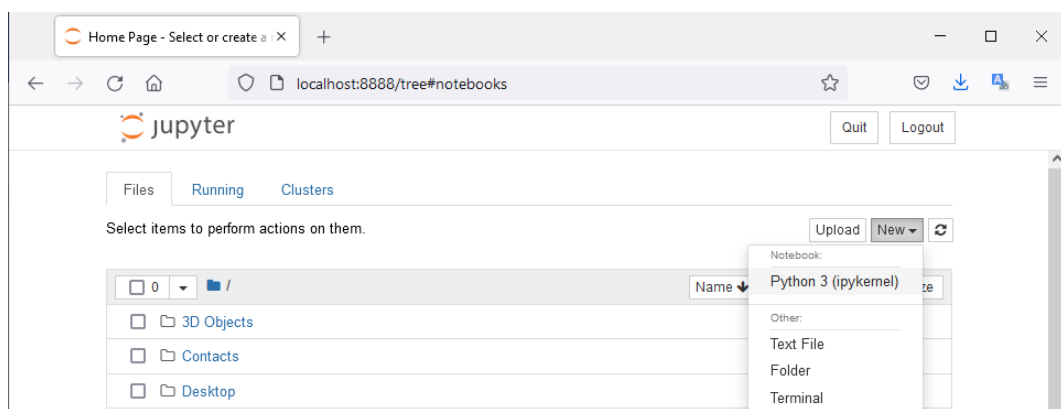 Home Page - Select or create a
localhost:8888/tree#notebooks
jupyter
Quit
Logout
Files
Running
Clusters
Select items to perform actions on them.
Upload
New
Notebook:
0
/
Name
Python 3 (ipykernel)
ze
3D Objects
Other:
Text File
Contacts
Folder
Desktop
Terminal